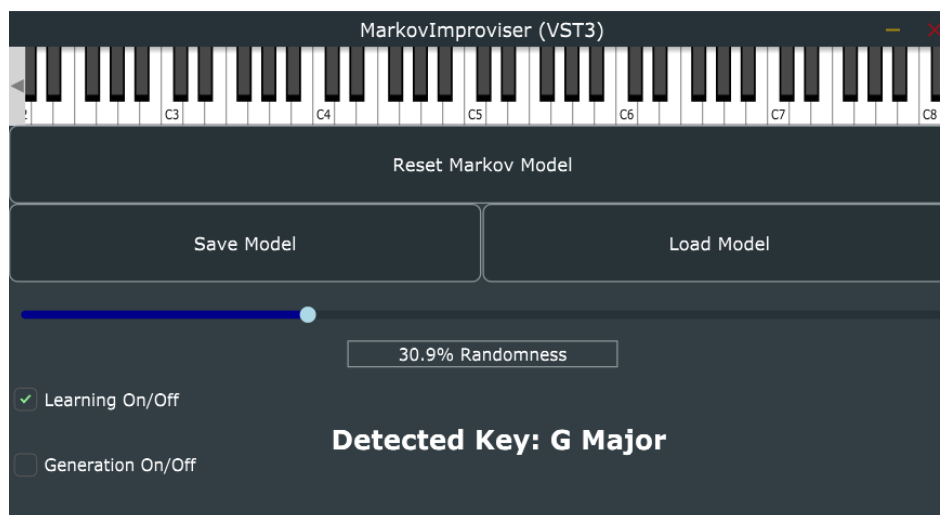 MarkovImproviser (VST3)
C3 C4 C5 C6 C7 C8
Reset Markov Model
Save Model Load Model
30.9% Randomness
Learning On/Off
Detected Key: G Major
Generation On/Off